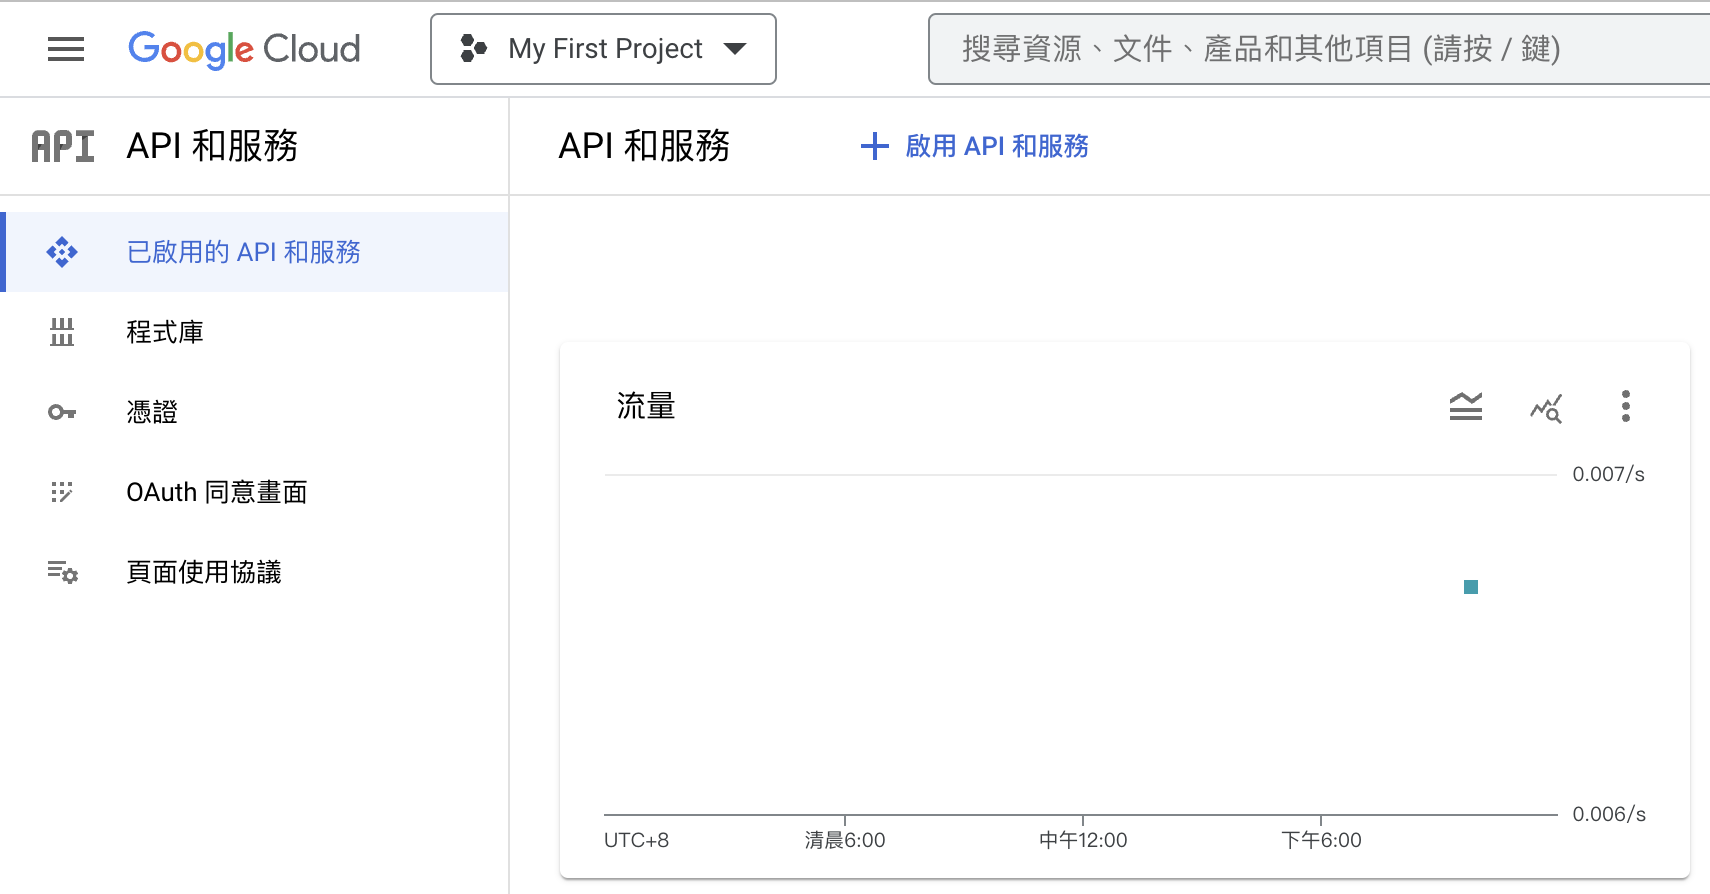 Google Cloud
My First Project
搜尋資源、文件、產品和其他項目 (請按 / 鍵)
API
API 和服務
API 和服務
啟用 API 和服務
已啟用的 API 和服務
程式庫
憑證
OAuth 同意畫面
頁面使用協議
流量
0.007/s
0.006/s
UTC+8
清晨6:00
中午12:00
下午6:00